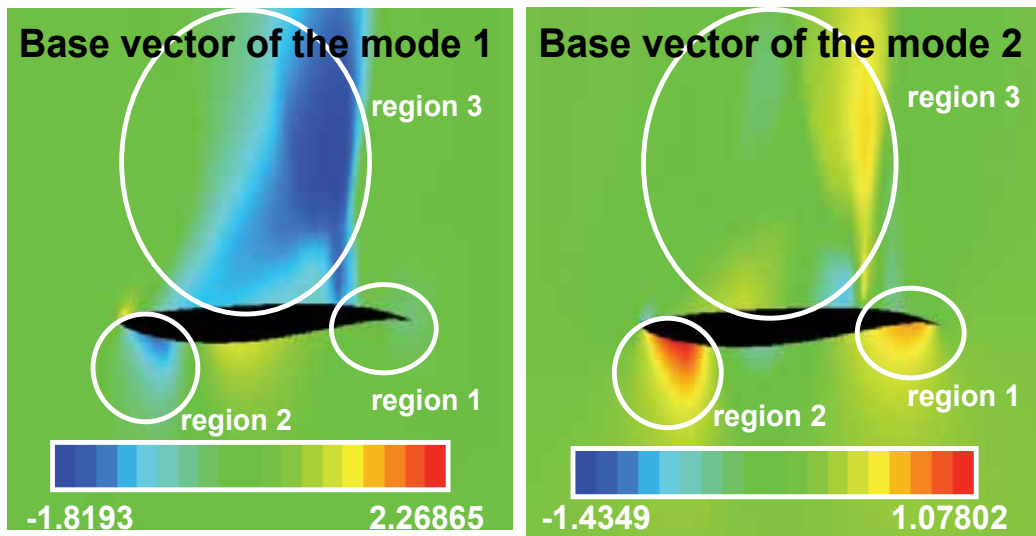 Base vector of the mode 1
region 3
region 1
region 2
-1.8193 2.26865
Base vector of the mode 2
region 3
region 1
region 2
-1.4349 1.07802